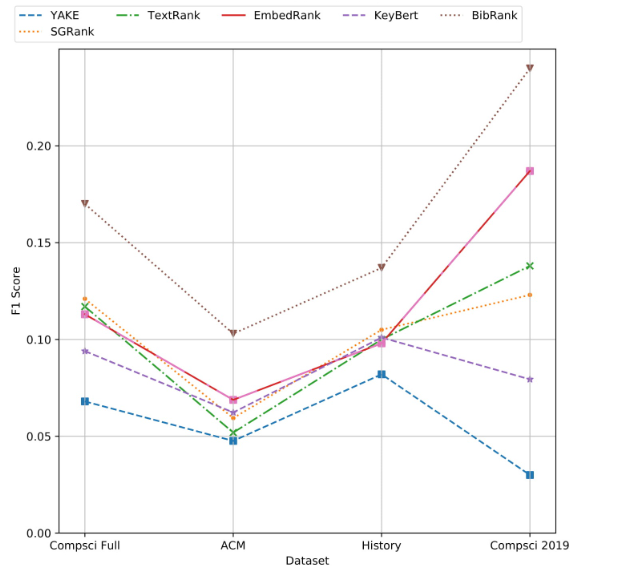 YAKE TextRank EmbedRank KeyBert BibRank
SGRank
0.20
0.15
0.10
0.05
0.00
F1 Score
Compsci Full ACM History Compsci 2019
Dataset